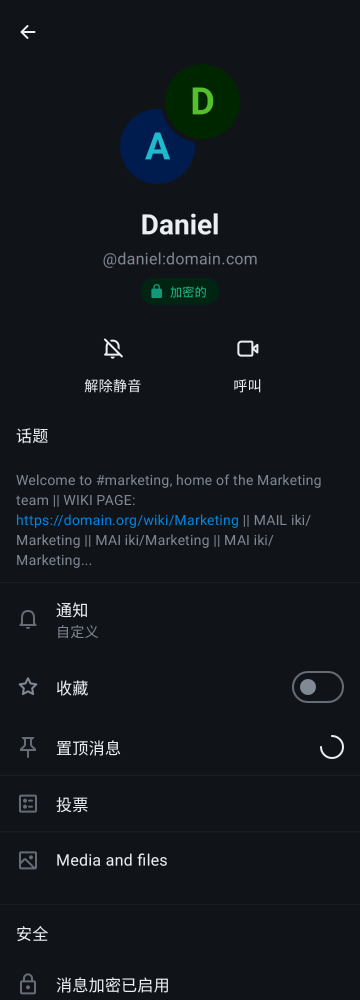 D
A
Daniel
@daniel:domain.com
加密的
解除静音
呼叫
话题
Welcome to #marketing, home of the Marketing
team || WIKI PAGE:
https://domain.org/wiki/Marketing || MAIL iki/
Marketing || MAI iki/Marketing || MAI iki/
Marketing...
通知
自定义
收藏
置顶消息
投票
Media and files
安全
消息加密已启用